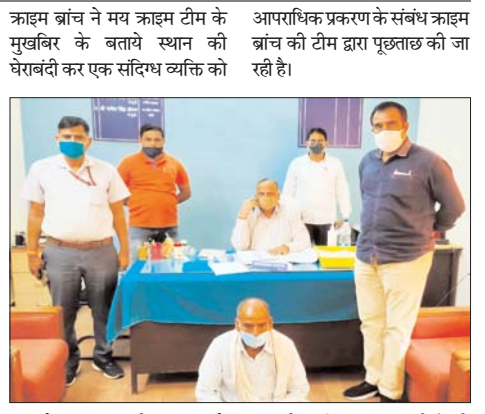 क्राइम ब्रांच ने मय क्राइम टीम के
मुखबिर के बताये स्थान की
घेराबंदी कर एक संदिग्ध व्यक्ति को
आपराधिक प्रकरण के संबंध क्राइम
ब्रांच की टीम द्वारा पूछताछ की जा
रही है।